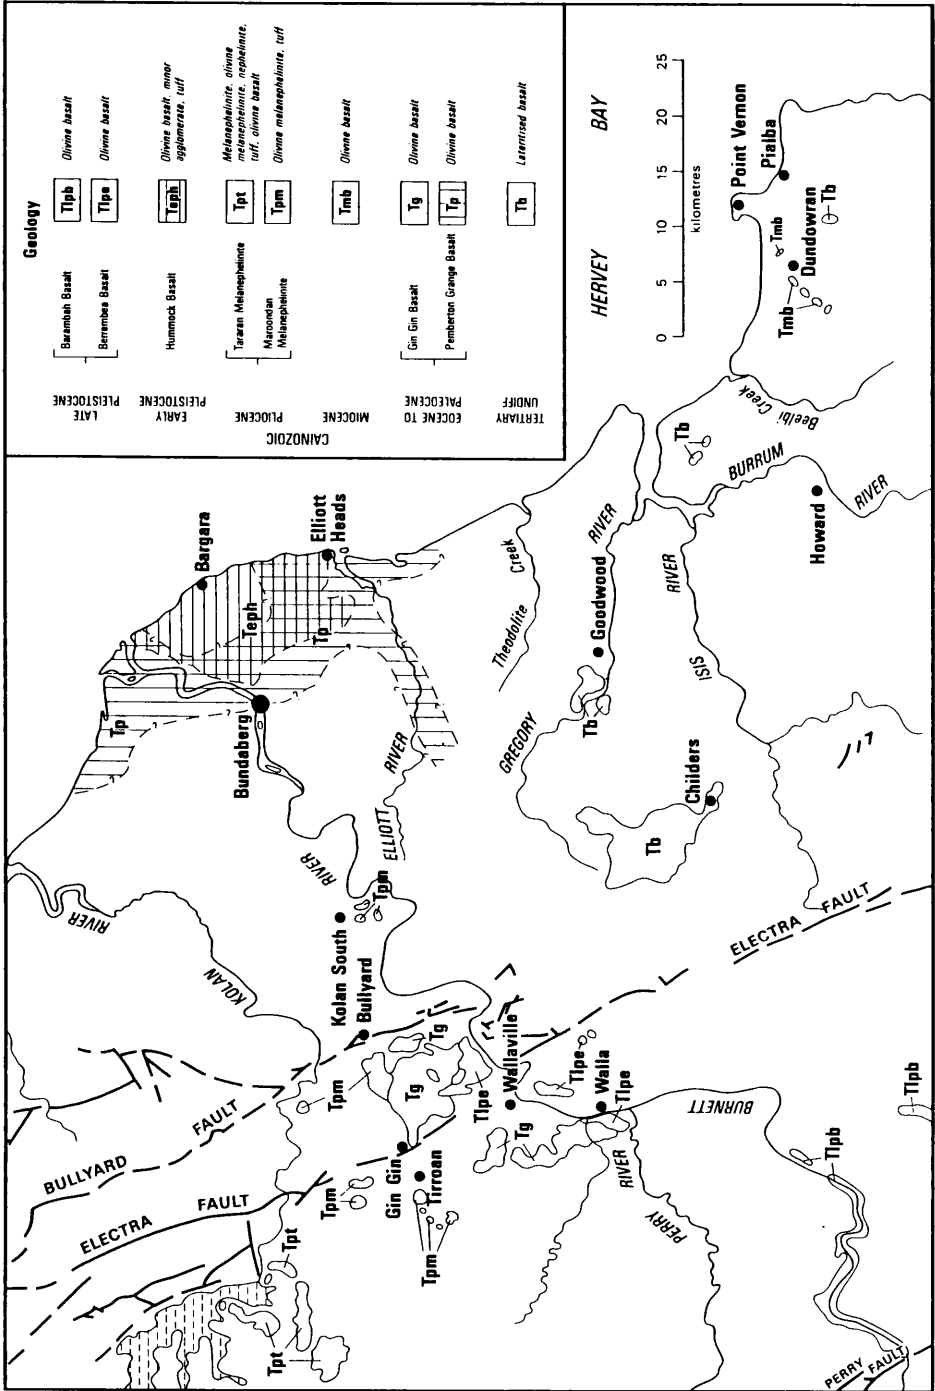 Geology
CAINOZOIC
LATE
PLEISTOCENE
Barambah Basalt
Tlpb
Olivine basalt
Berrembea Basalt
Tlpe
Olivine basalt
EARLY
PLEISTOCENE
Hummock Basalt
Teph
Olivine basalt, minor
agglomerate, tuff
PLIOCENE
Tararan Melanephelinite
Tpt
Melanephelinite, olivine
melanephelinite, nephelinite,
tuff, olivine basalt
Maroondan
Melanephelinite
Tpm
Olivine melanephelinite, tuff
MIOCENE
Tmb
Olivine basalt
EOCENE TO
PALEOCENE
Gin Gin Basalt
Tg
Olivine basalt
Pemberton Grange Basalt
Tp
Olivine basalt
TERTIARY
UNDIFF
Tb
Lateritised basalt
RIVER
KOLAN
Tp
Bundaberg
Bargara
Teph
Tp
Elliott
Heads
BULLYARD
FAULT
ELECTRA
FAULT
Tpt
Tpt
Tpm
Tpm
Bullyard
Kolan South
Tpm
RIVER
ELLIOTT
RIVER
Gin Gin
Tg
Tg
Tirroan
Tpm
Tlpe
Wallaville
Tg
Tlpe
Walla
Tlpe
RIVER
PERRY
BURNETT
Tlpb
Tlpb
PERRY
FAULT
ELECTRA
FAULT
Theodolite
Creek
GREGORY
RIVER
Goodwood
Tb
Tb
Childers
ISIS
RIVER
Tb
BURRUM
RIVER
Howard
Beelbi
Creek
HERVEY
BAY
0
5
10
15
20
25
kilometres
Point Vernon
Pialba
Tmb
Dundowran
Tmb
Tb